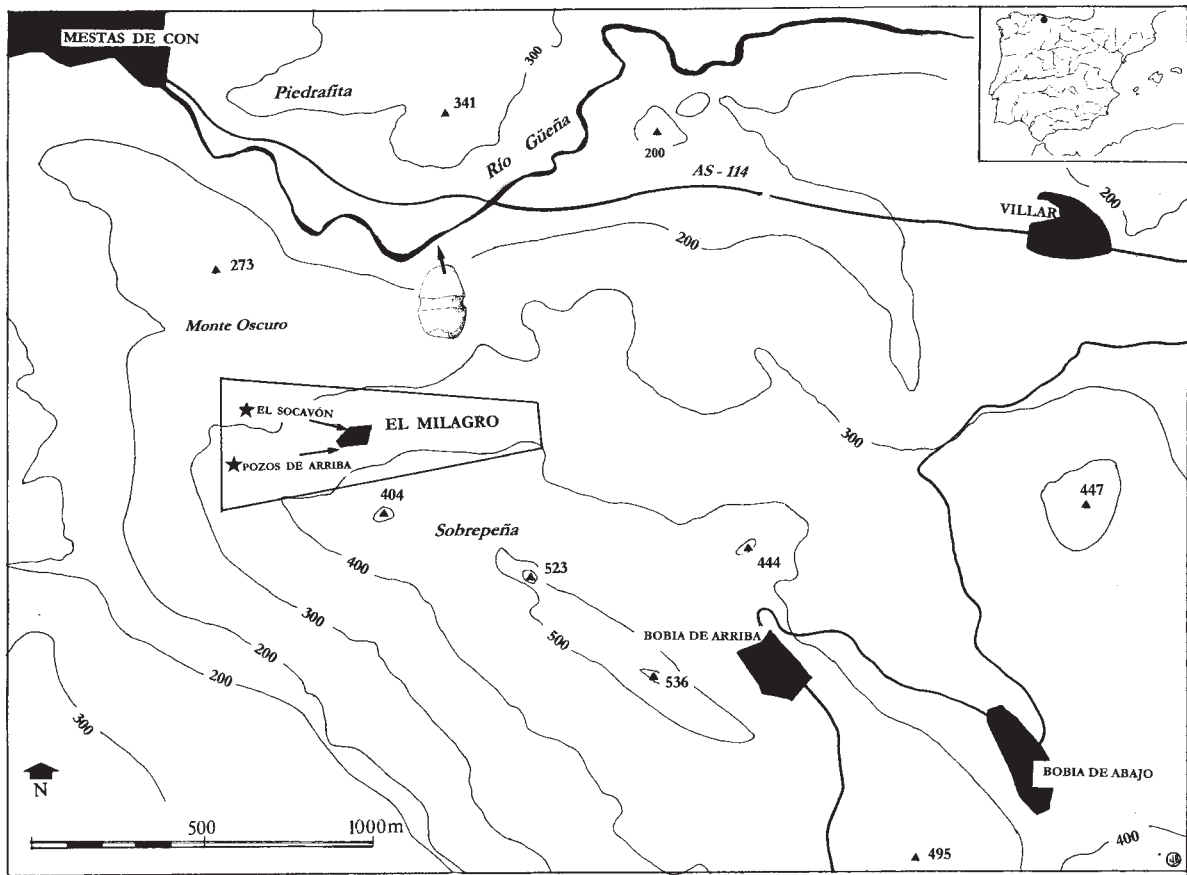 MESTAS DE CON
Piedrafita
341
300
Río Güeña
200
AS - 114
200
VILLAR
200
273
Monte Oscuro
EL SOCAVÓN
EL MILAGRO
POZOS DE ARRIBA
300
404
Sobrepeña
447
444
523
400
300
500
BOBIA DE ARRIBA
200
200
536
300
N
BOBIA DE ABAJO
500
1000m
400
495